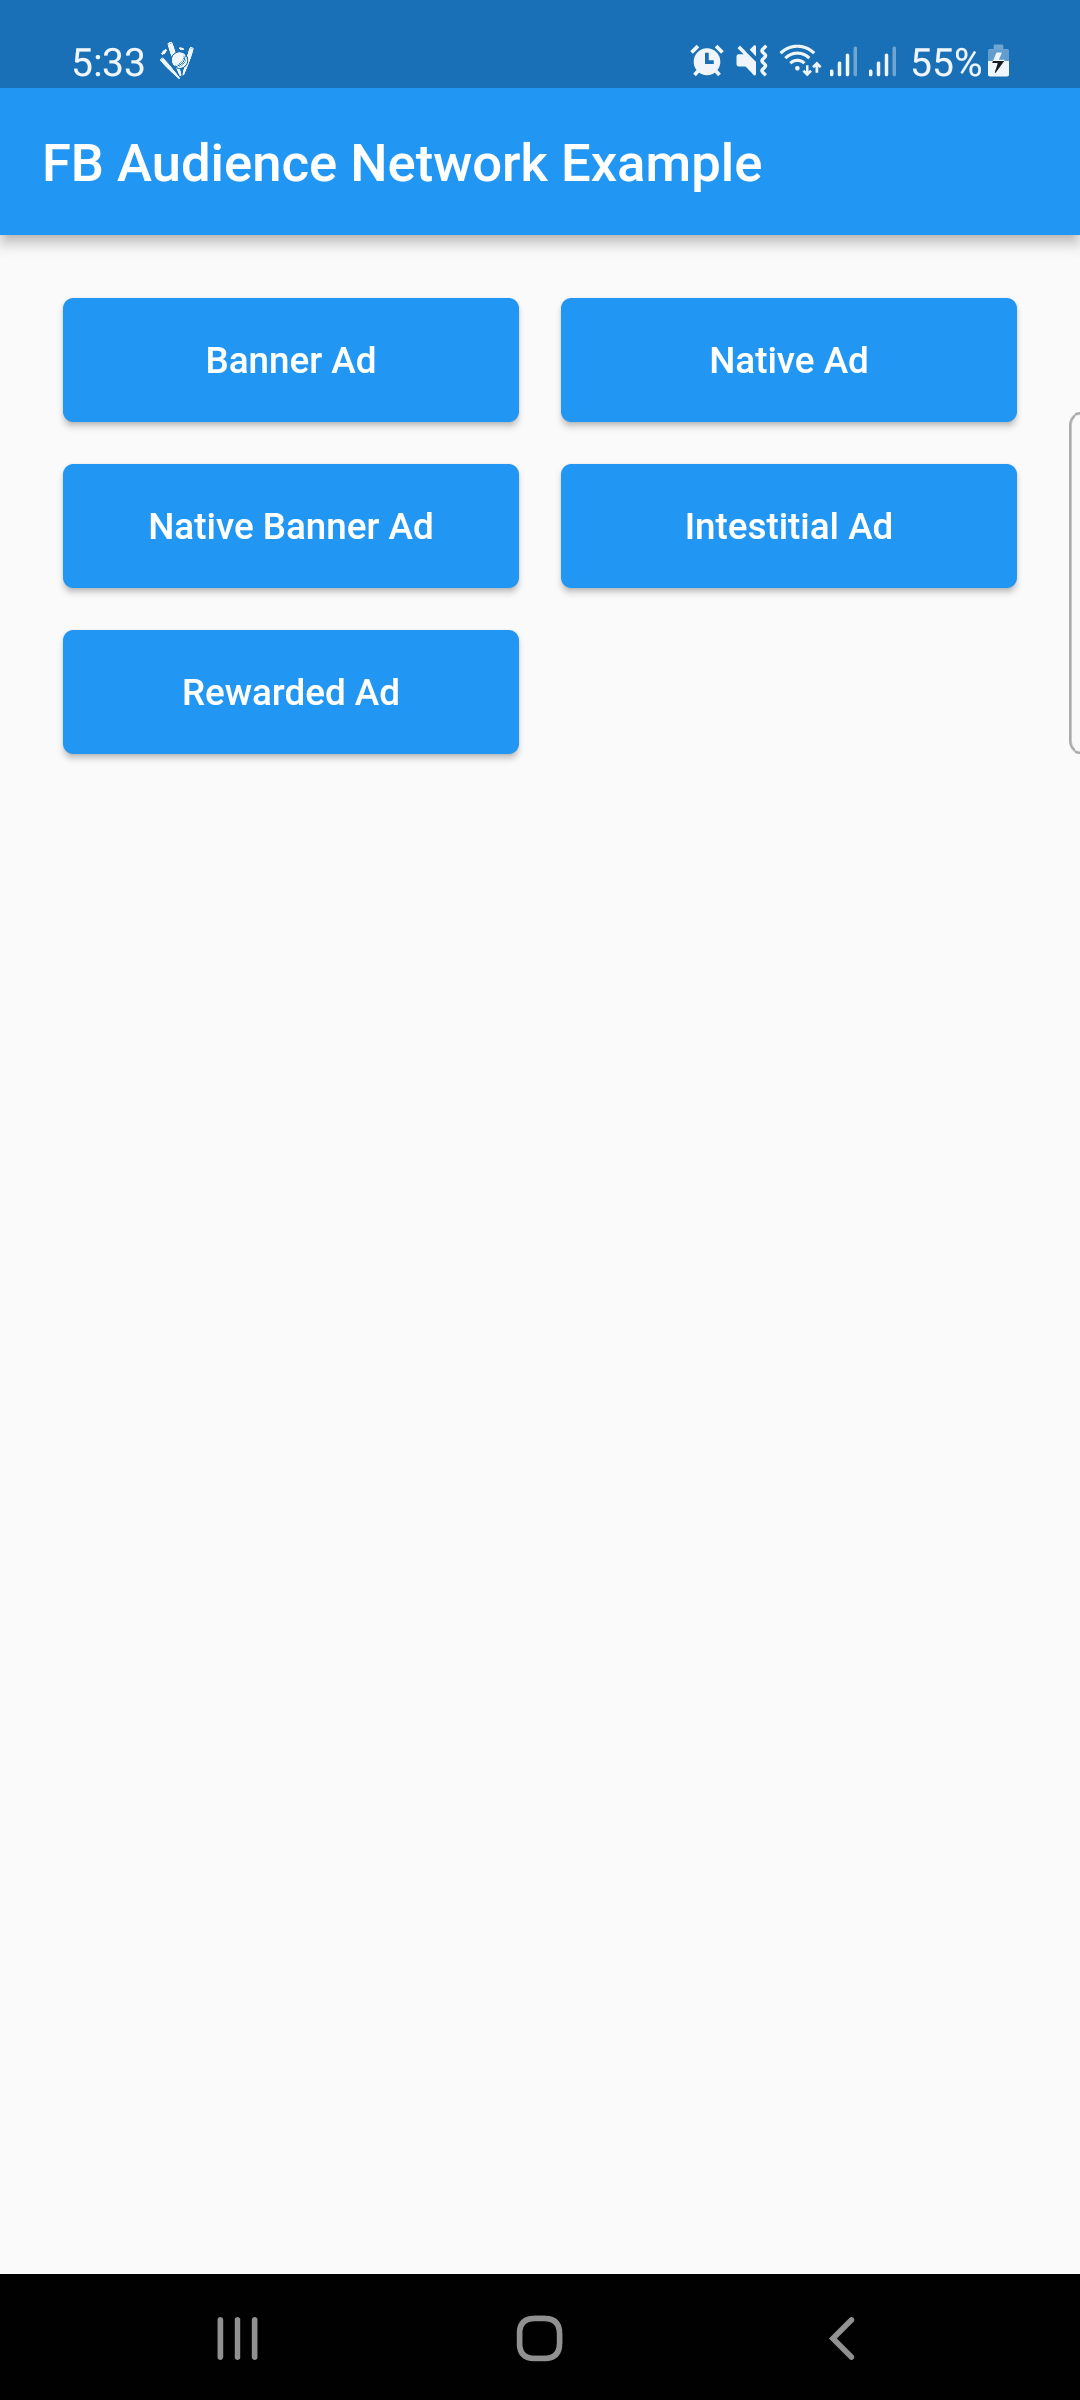 5:33 55%
FB Audience Network Example
Banner Ad Native Ad
Native Banner Ad Intestitial Ad
Rewarded Ad